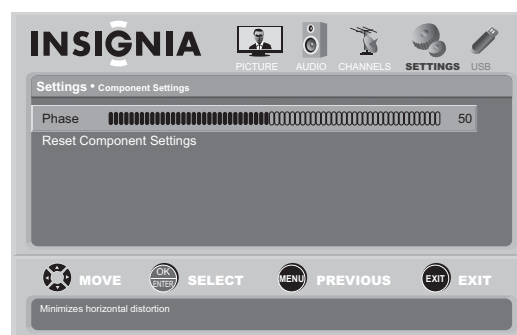 INSIGNIA
PICTURE AUDIO CHANNELS SETTINGS USB
Settings • Component Settings
Phase 50
Reset Component Settings
MOVE OK ENTER SELECT MENU PREVIOUS EXIT EXIT
Minimizes horizontal distortion